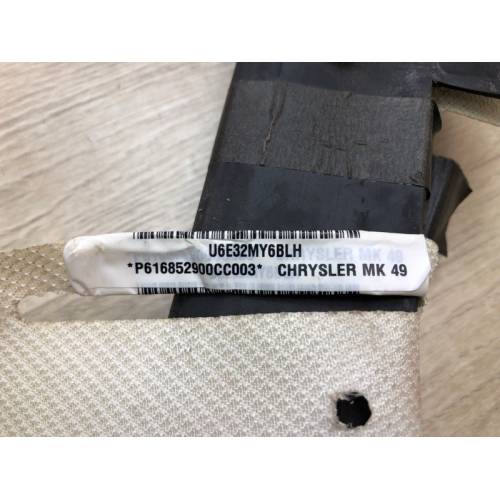 U6E32MY6BLH
*P616852900CC003* CHRYSLER MK 49